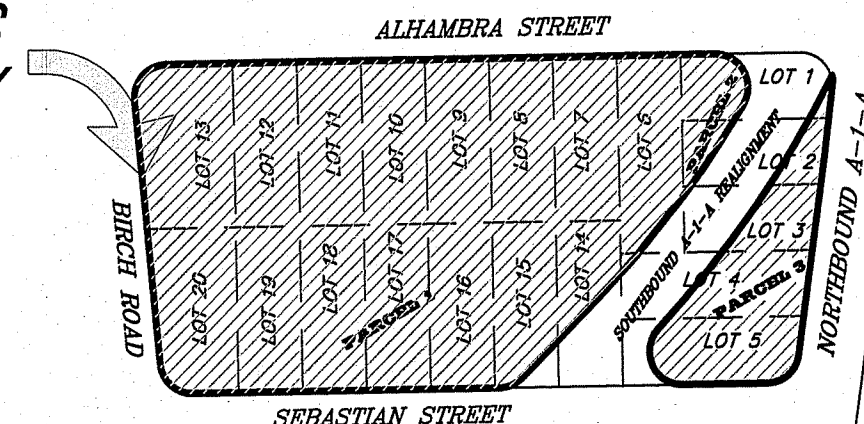 ALHAMBRA STREET
LOT 13
LOT 12
LOT 11
LOT 10
LOT 9
LOT 8
LOT 7
LOT 6
PARCEL 2
LOT 1
LOT 2
LOT 3
LOT 4
LOT 5
PARCEL 3
SOUTHBOUND A-1-A REALIGNMENT
NORTHBOUND A-1-A
BIRCH ROAD
LOT 20
LOT 19
LOT 18
LOT 17
LOT 16
LOT 15
LOT 14
PARCEL 1
SEBASTIAN STREET